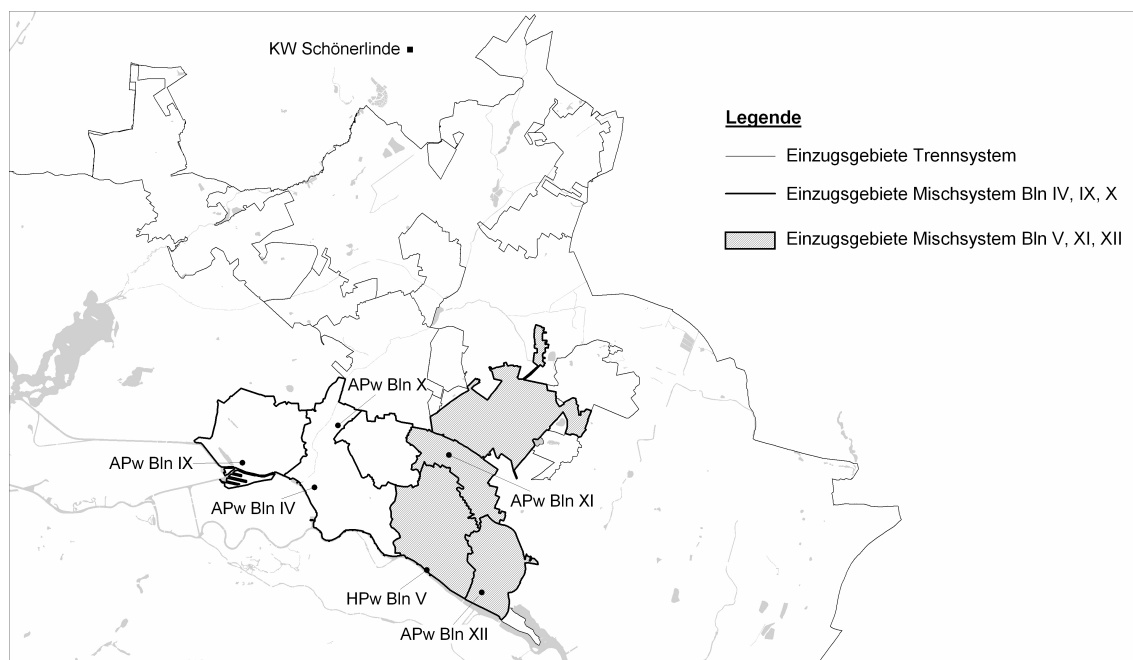 KW Schönerlinde
Legende
Einzugsgebiete Trennsystem
Einzugsgebiete Mischsystem Bln IV, IX, X
Einzugsgebiete Mischsystem Bln V, XI, XII
APw Bln X
APw Bln IX
APw Bln IV
APw Bln XI
HPw Bln V
APw Bln XII